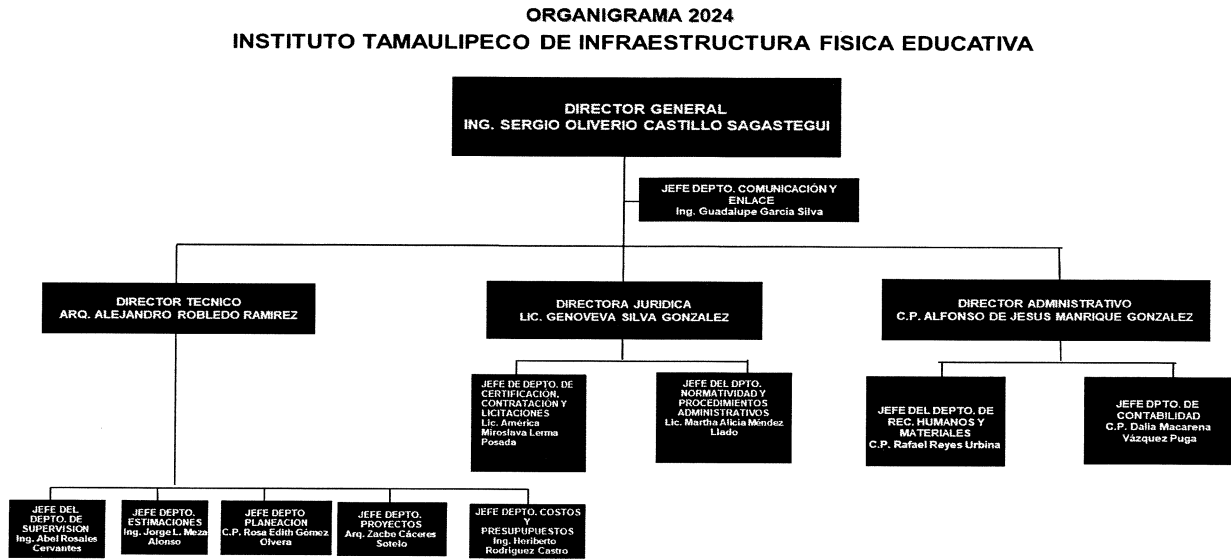 ORGANIGRAMA 2024
INSTITUTO TAMAULIPECO DE INFRAESTRUCTURA FISICA EDUCATIVA
DIRECTOR GENERAL
ING. SERGIO OLIVERIO CASTILLO SAGASTEGUI
JEFE DEPTO. COMUNICACIÓN Y
ENLACE
Ing. Guadalupe García Silva
DIRECTOR TECNICO
ARQ. ALEJANDRO ROBLEDO RAMIREZ
DIRECTORA JURIDICA
LIC. GENOVEVA SILVA GONZALEZ
DIRECTOR ADMINISTRATIVO
C.P. ALFONSO DE JESUS MANRIQUE GONZALEZ
JEFE DE DEPTO. DE
CERTIFICACIÓN,
CONTRATACIÓN Y
LICITACIONES
Lic. América
Miroslava Lerma
Posada
JEFE DEL DPTO.
NORMATIVIDAD Y
PROCEDIMIENTOS
ADMINISTRATIVOS
Lic. Martha Alicia Méndez
Llado
JEFE DEL DEPTO. DE
REC. HUMANOS Y
MATERIALES
C.P. Rafael Reyes Urbina
JEFE DPTO. DE
CONTABILIDAD
C.P. Dalia Macarena
Vázquez Puga
JEFE DEL
DEPTO. DE
SUPERVISION
Ing. Abel Rosales
Cervantes
JEFE DEPTO.
ESTIMACIONES
Ing. Jorge L. Meza
Alonso
JEFE DEPTO
PLANEACION
C.P. Rosa Edith Gómez
Olvera
JEFE DEPTO.
PROYECTOS
Arq. Zacbe Cáceres
Sotelo
JEFE DEPTO. COSTOS
Y
PRESUPUPUESTOS
Ing. Heriberto
Rodríguez Castro